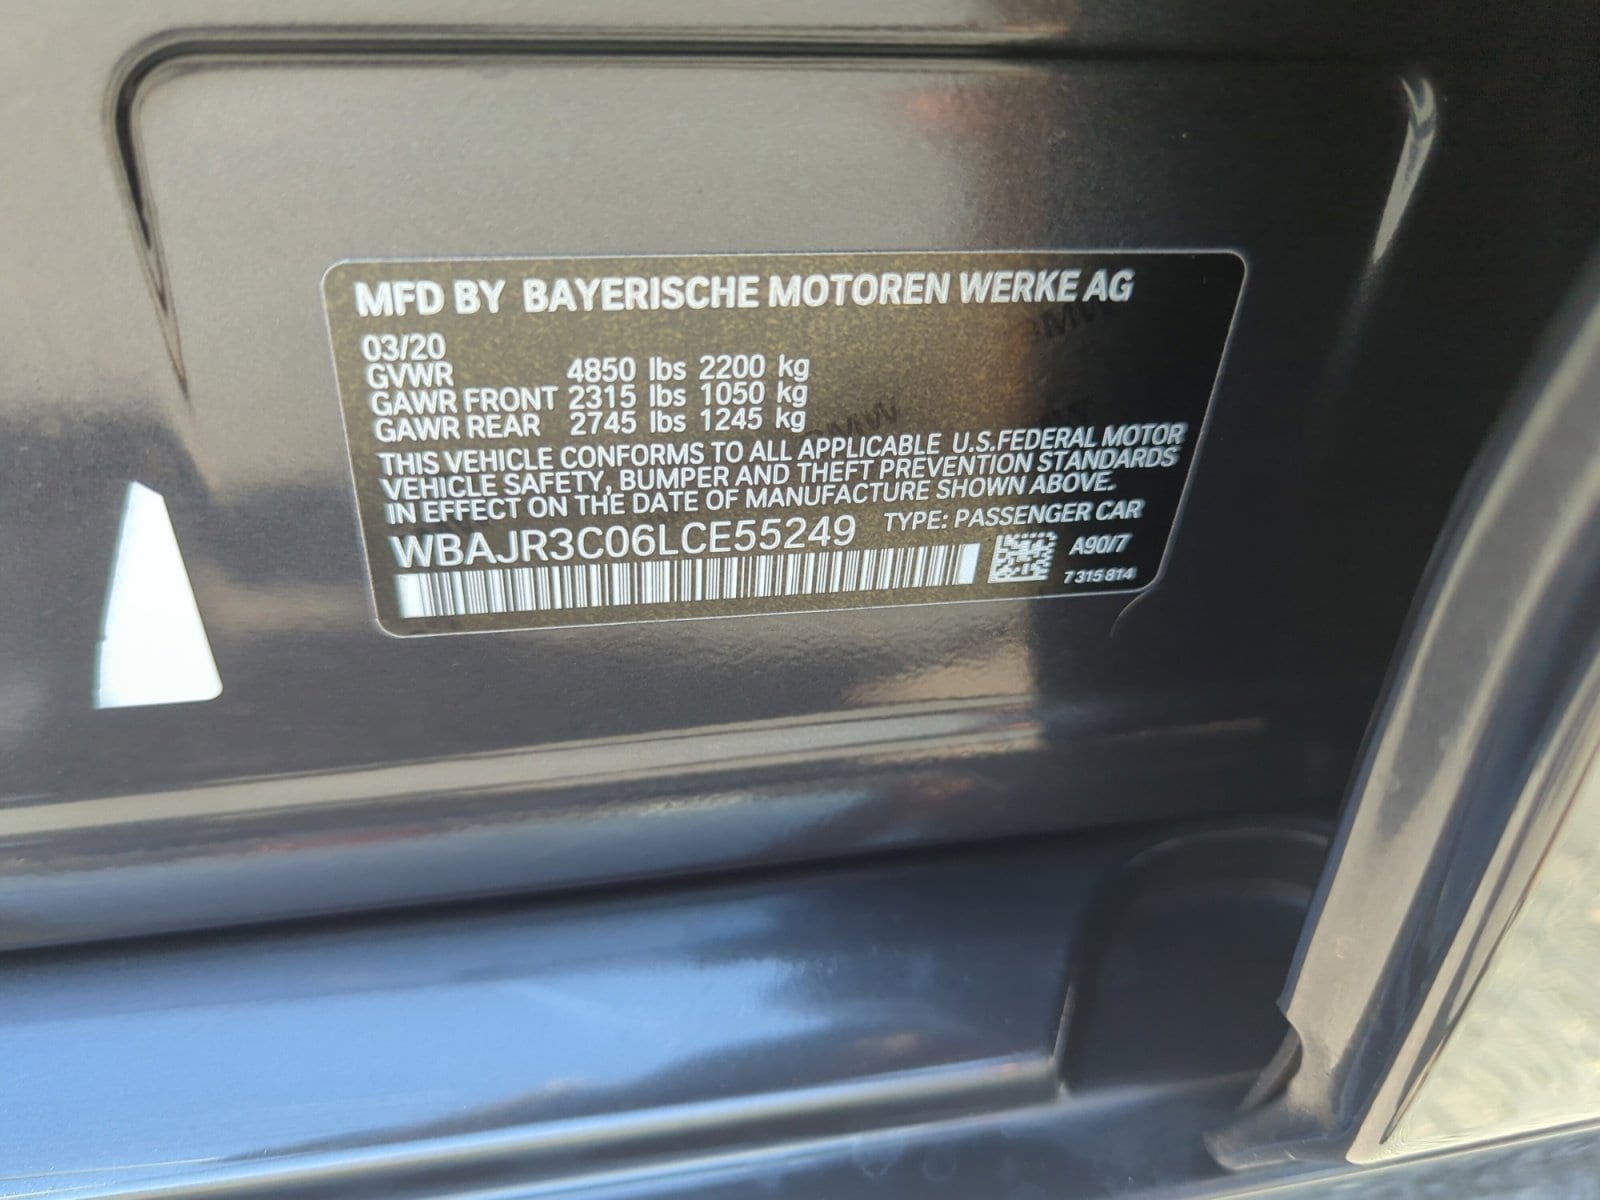 MFD BY BAYERISCHE MOTOREN WERKE AG
03/20
GVWR 4850 lbs 2200 kg
GAWR FRONT 2315 lbs 1050 kg
GAWR REAR 2745 lbs 1245 kg
THIS VEHICLE CONFORMS TO ALL APPLICABLE U.S.FEDERAL MOTOR
VEHICLE SAFETY, BUMPER AND THEFT PREVENTION STANDARDS
IN EFFECT ON THE DATE OF MANUFACTURE SHOWN ABOVE.
WBAJR3C06LCE55249 TYPE: PASSENGER CAR
A90/7
7 315 814